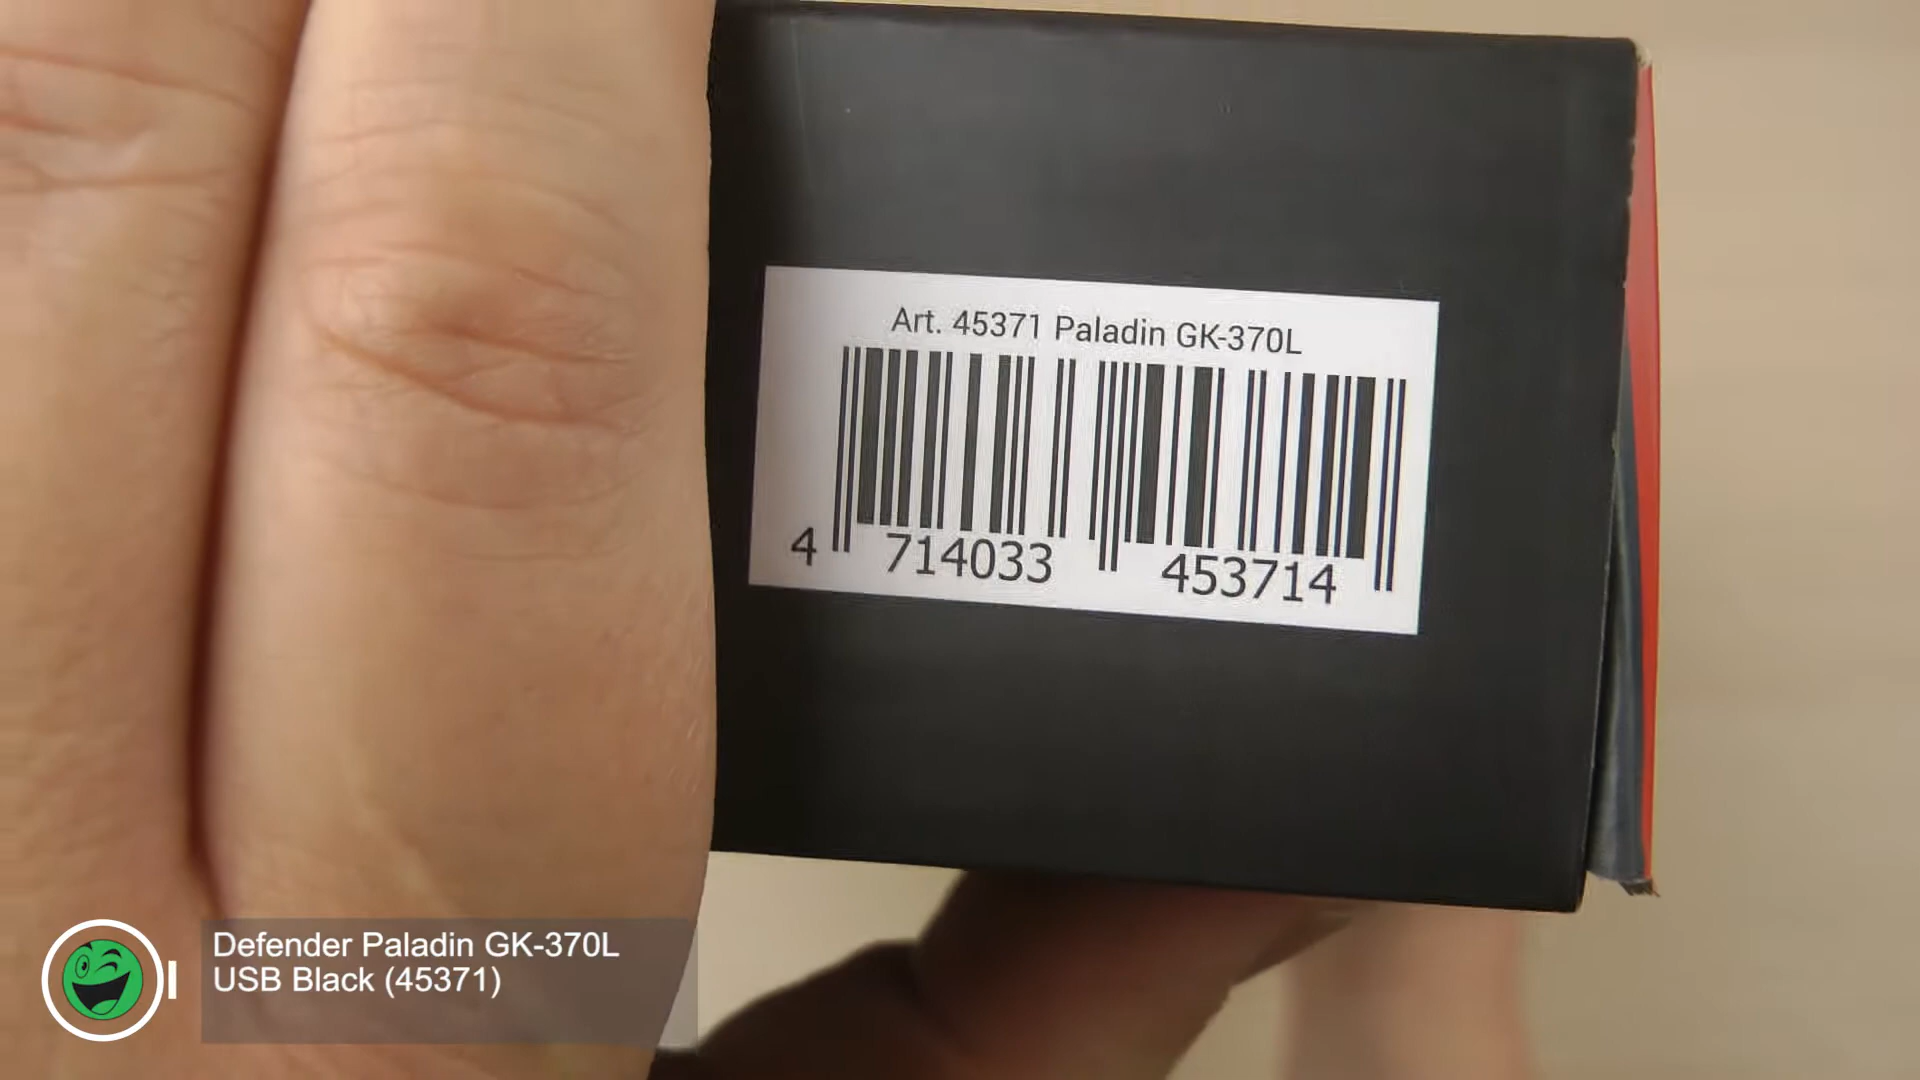 Art. 45371 Paladin GK-370L
4 714033 453714
Defender Paladin GK-370L
USB Black (45371)